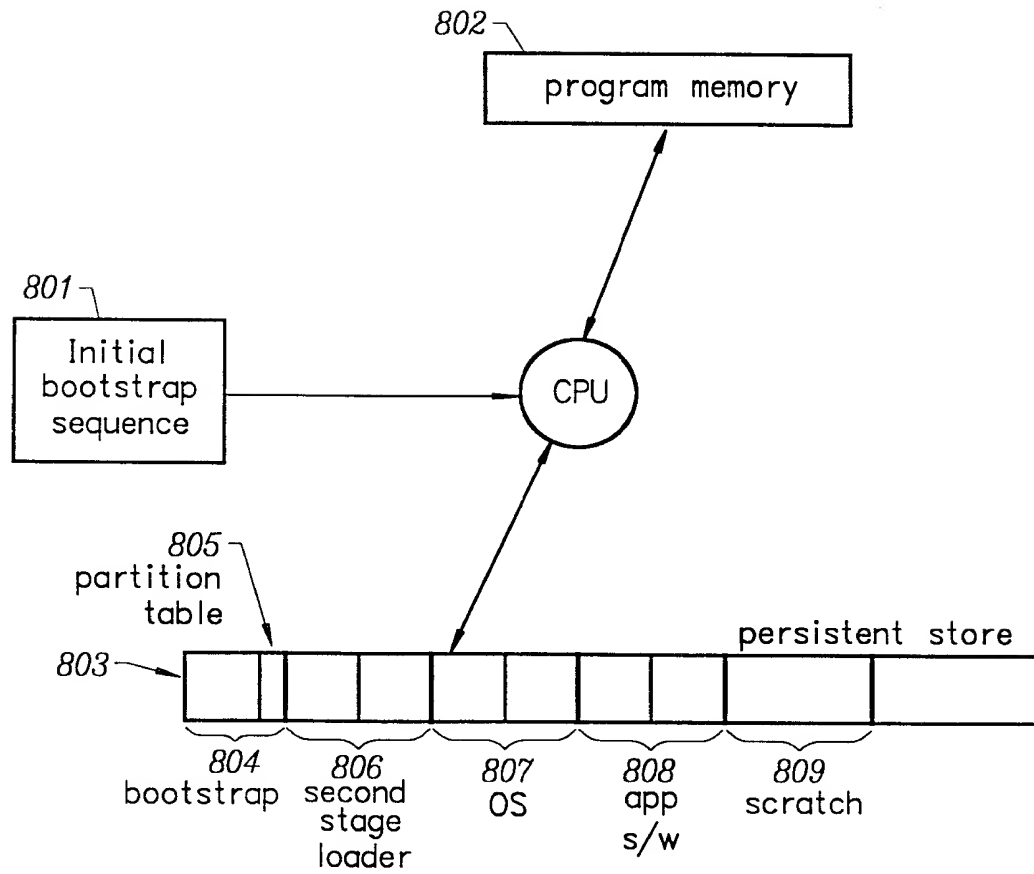 802
program memory
801
Initial
bootstrap
sequence
CPU
805
partition
table
persistent store
803
804
bootstrap
806
second
stage
loader
807
OS
808
app
s/w
809
scratch